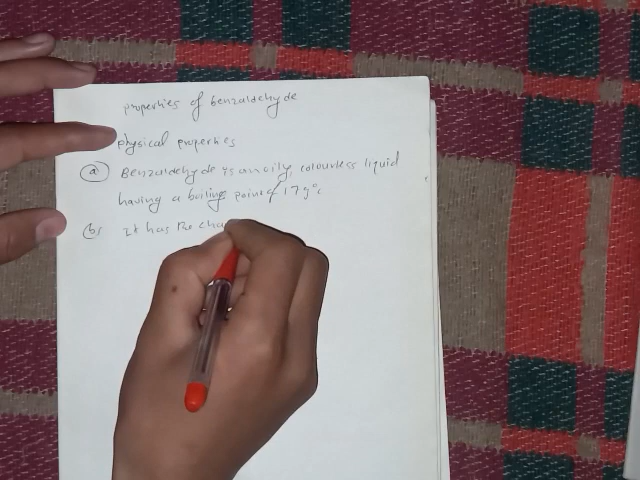 properties of benzaldehyde
physical properties
(a) Benzaldehyde is an oily, colourless liquid
having a boiling point of 179°c
(b) It has the cha